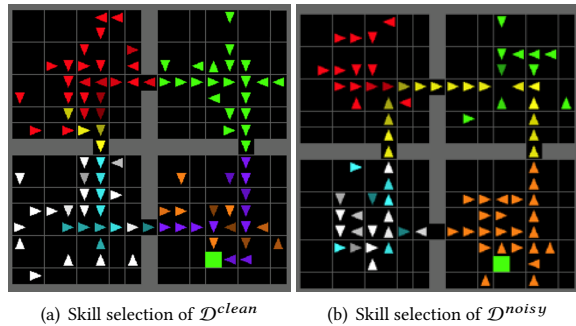 (a) Skill selection of 𝒟^clean
(b) Skill selection of 𝒟^noisy